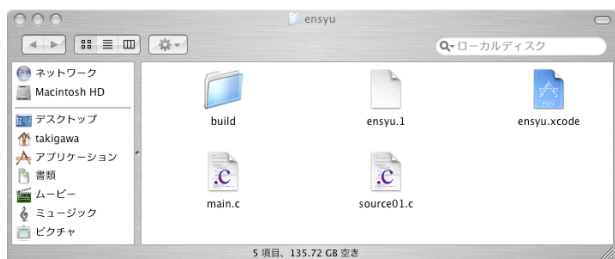 ensyu
ローカルディスク
ネットワーク
Macintosh HD
デスクトップ
takigawa
アプリケーション
書類
ムービー
ミュージック
ピクチャ
build
ensyu.1
ensyu.xcode
.c
main.c
.c
source01.c
5 項目、135.72 GB 空き